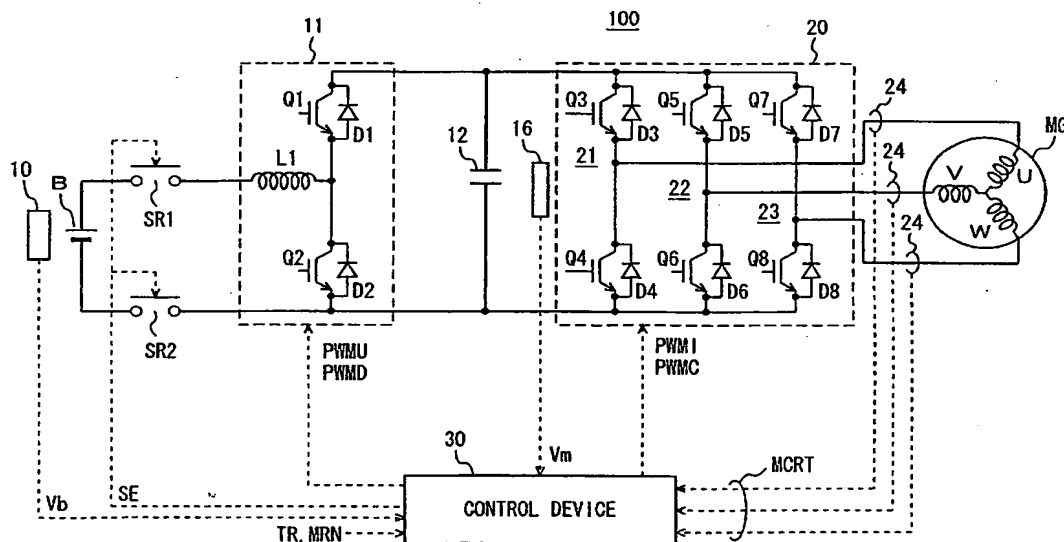 100
11
20
Q1
D1
L1
12
16
Q3
D3
Q5
D5
Q7
D7
24
MG
10
B
SR1
21
22
23
24
24
V
U
W
Q2
D2
Q4
D4
Q6
D6
Q8
D8
SR2
PWMU
PWMD
PWMI
PWMC
30
Vm
MCRT
Vb
SE
CONTROL DEVICE
TR, MRN